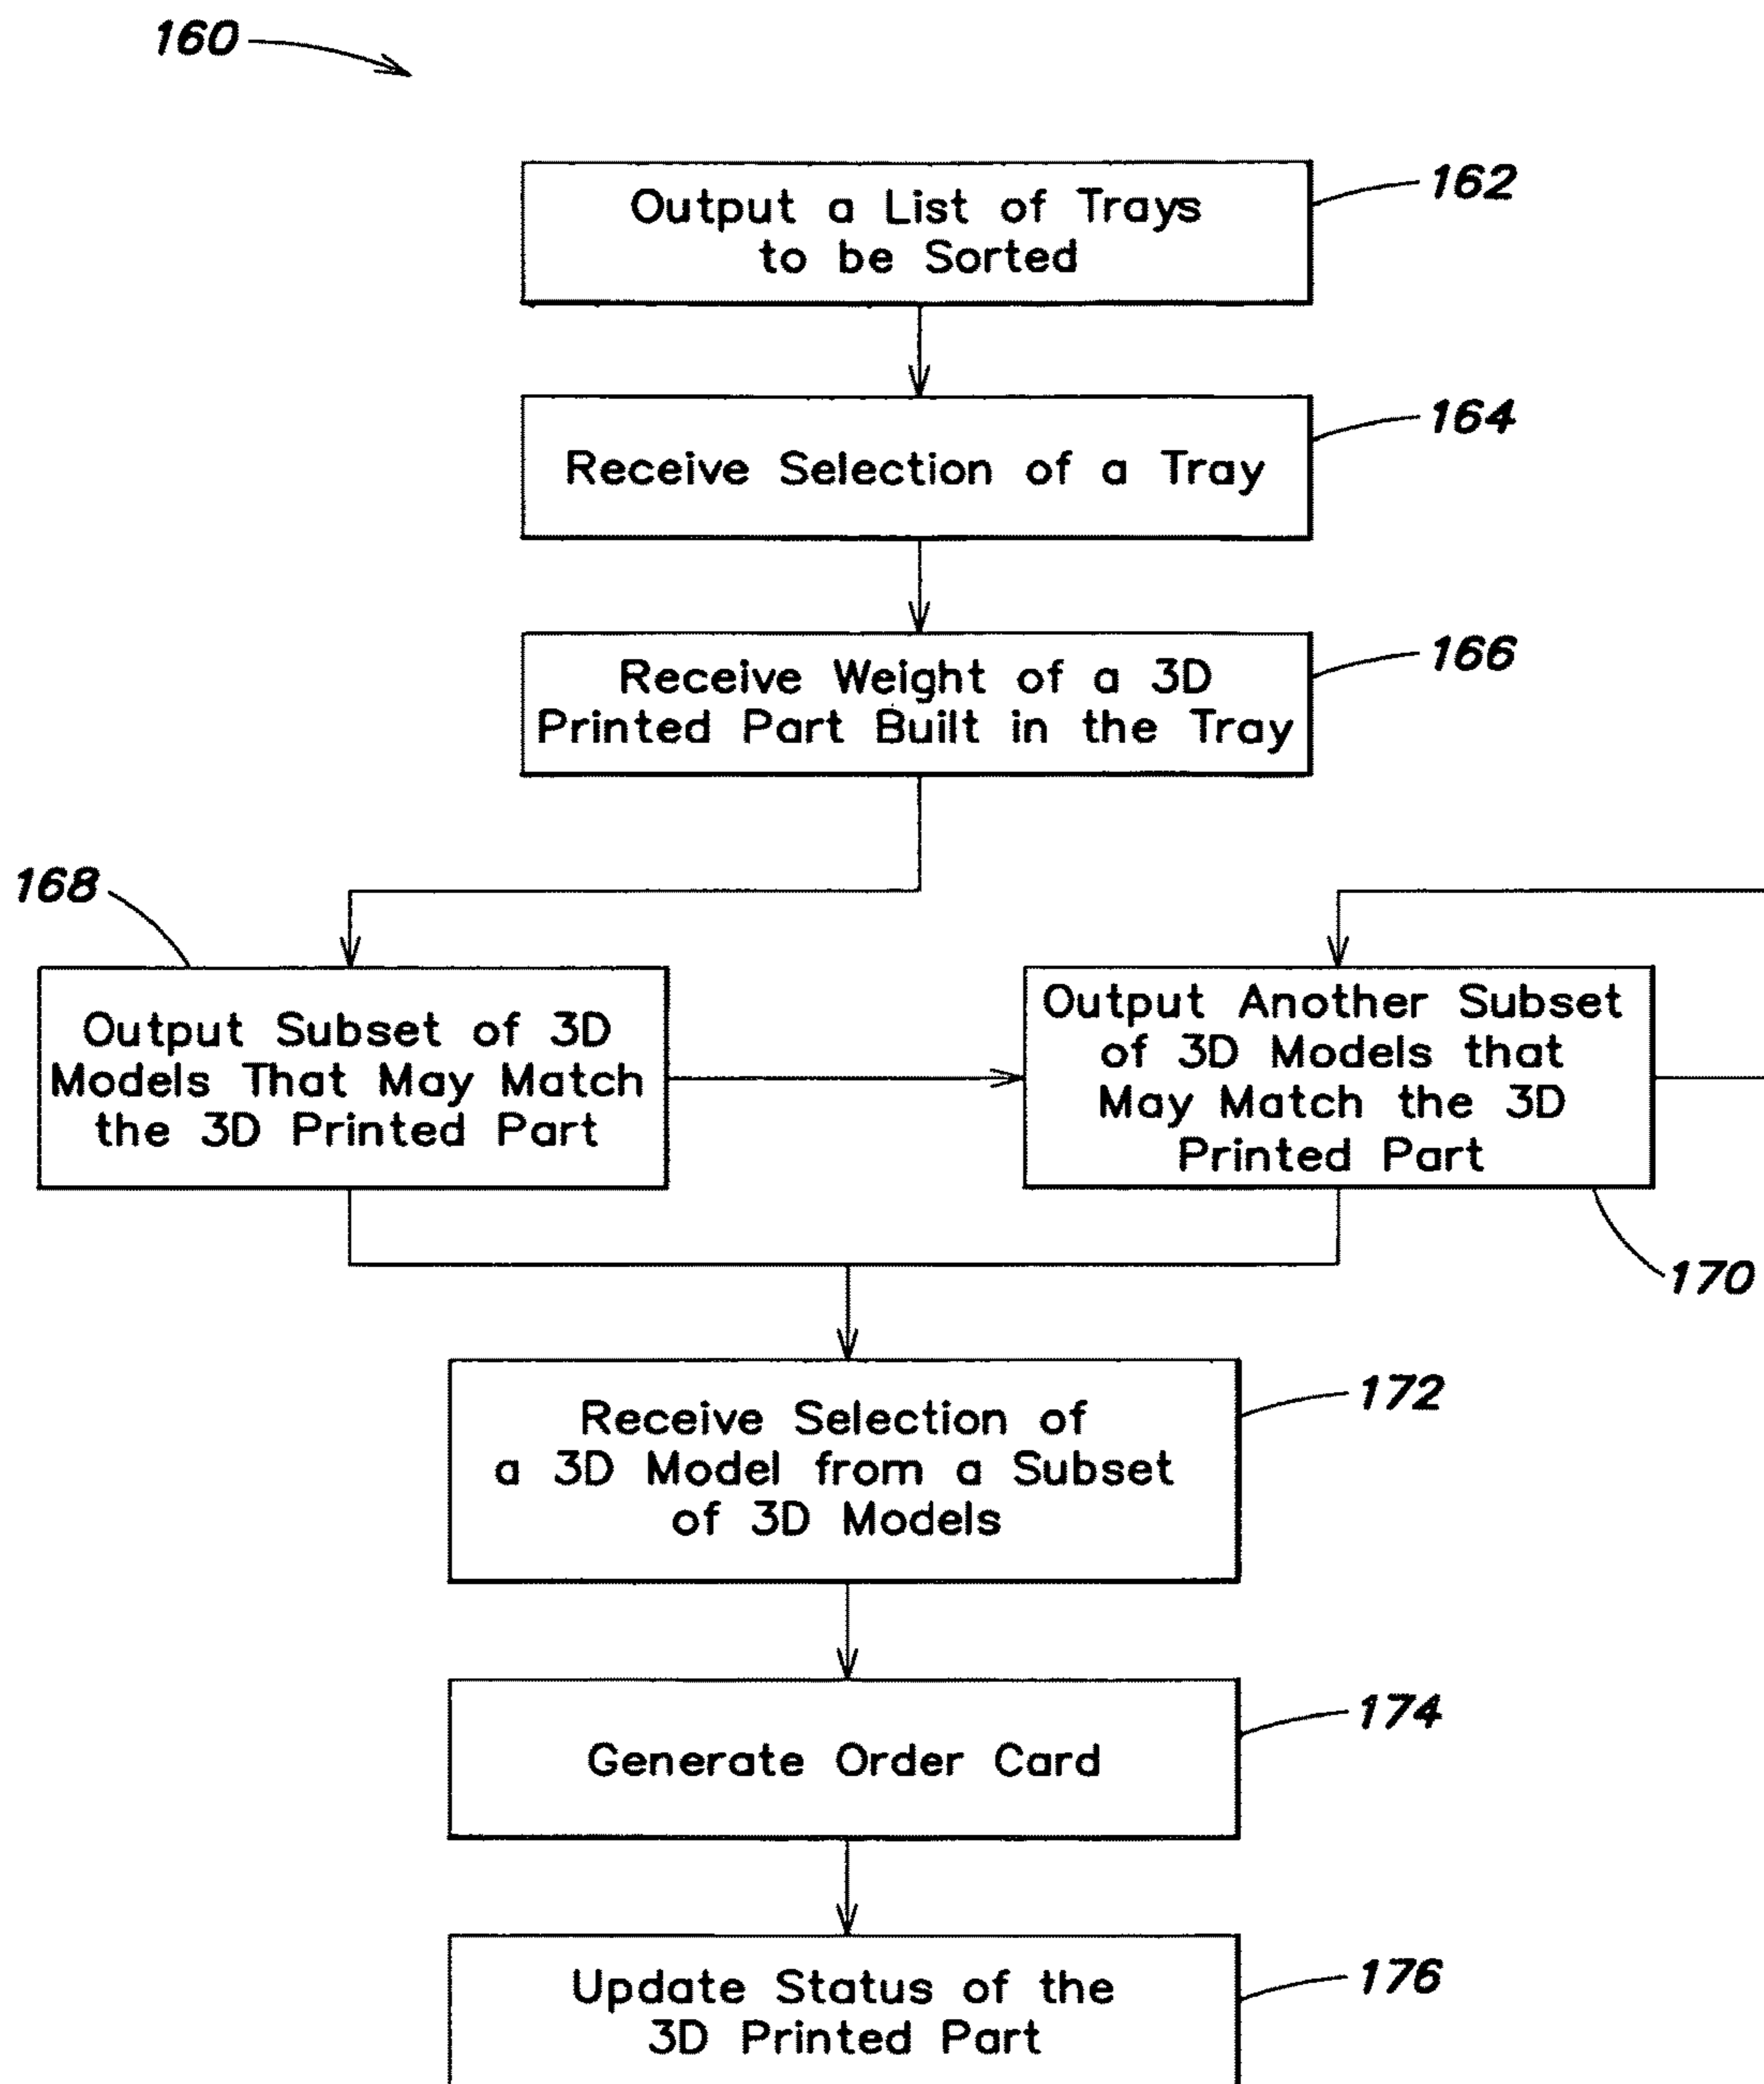 160
Output a List of Trays
to be Sorted
162
Receive Selection of a Tray
164
Receive Weight of a 3D
Printed Part Built in the Tray
166
168
Output Subset of 3D
Models That May Match
the 3D Printed Part
Output Another Subset
of 3D Models that
May Match the 3D
Printed Part
170
Receive Selection of
a 3D Model from a Subset
of 3D Models
172
Generate Order Card
174
Update Status of the
3D Printed Part
176